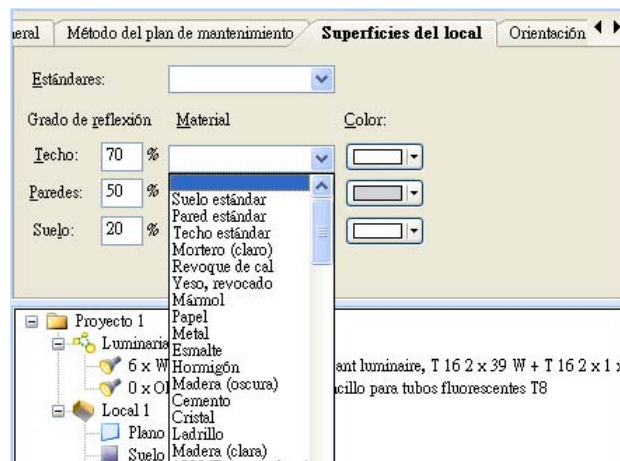 eral Método del plan de mantenimiento Superficies del local Orientación
Estándares:
Grado de reflexión Material Color:
Techo: 70 %
Paredes: 50 %
Suelo: 20 %
Suelo estándar
Pared estándar
Techo estándar
Mortero (claro)
Revoque de cal
Yeso, revocado
Mármol
Papel
Metal
Esmalte
Hormigón
Madera (oscura)
Cemento
Cristal
Ladrillo
Madera (clara)
Proyecto 1
Luminaria
6 x W ant luminaire, T 16 2 x 39 W + T 16 2 x 1 x
0 x Ol ncillo para tubos fluorescentes T8
Local 1
Plano
Suelo